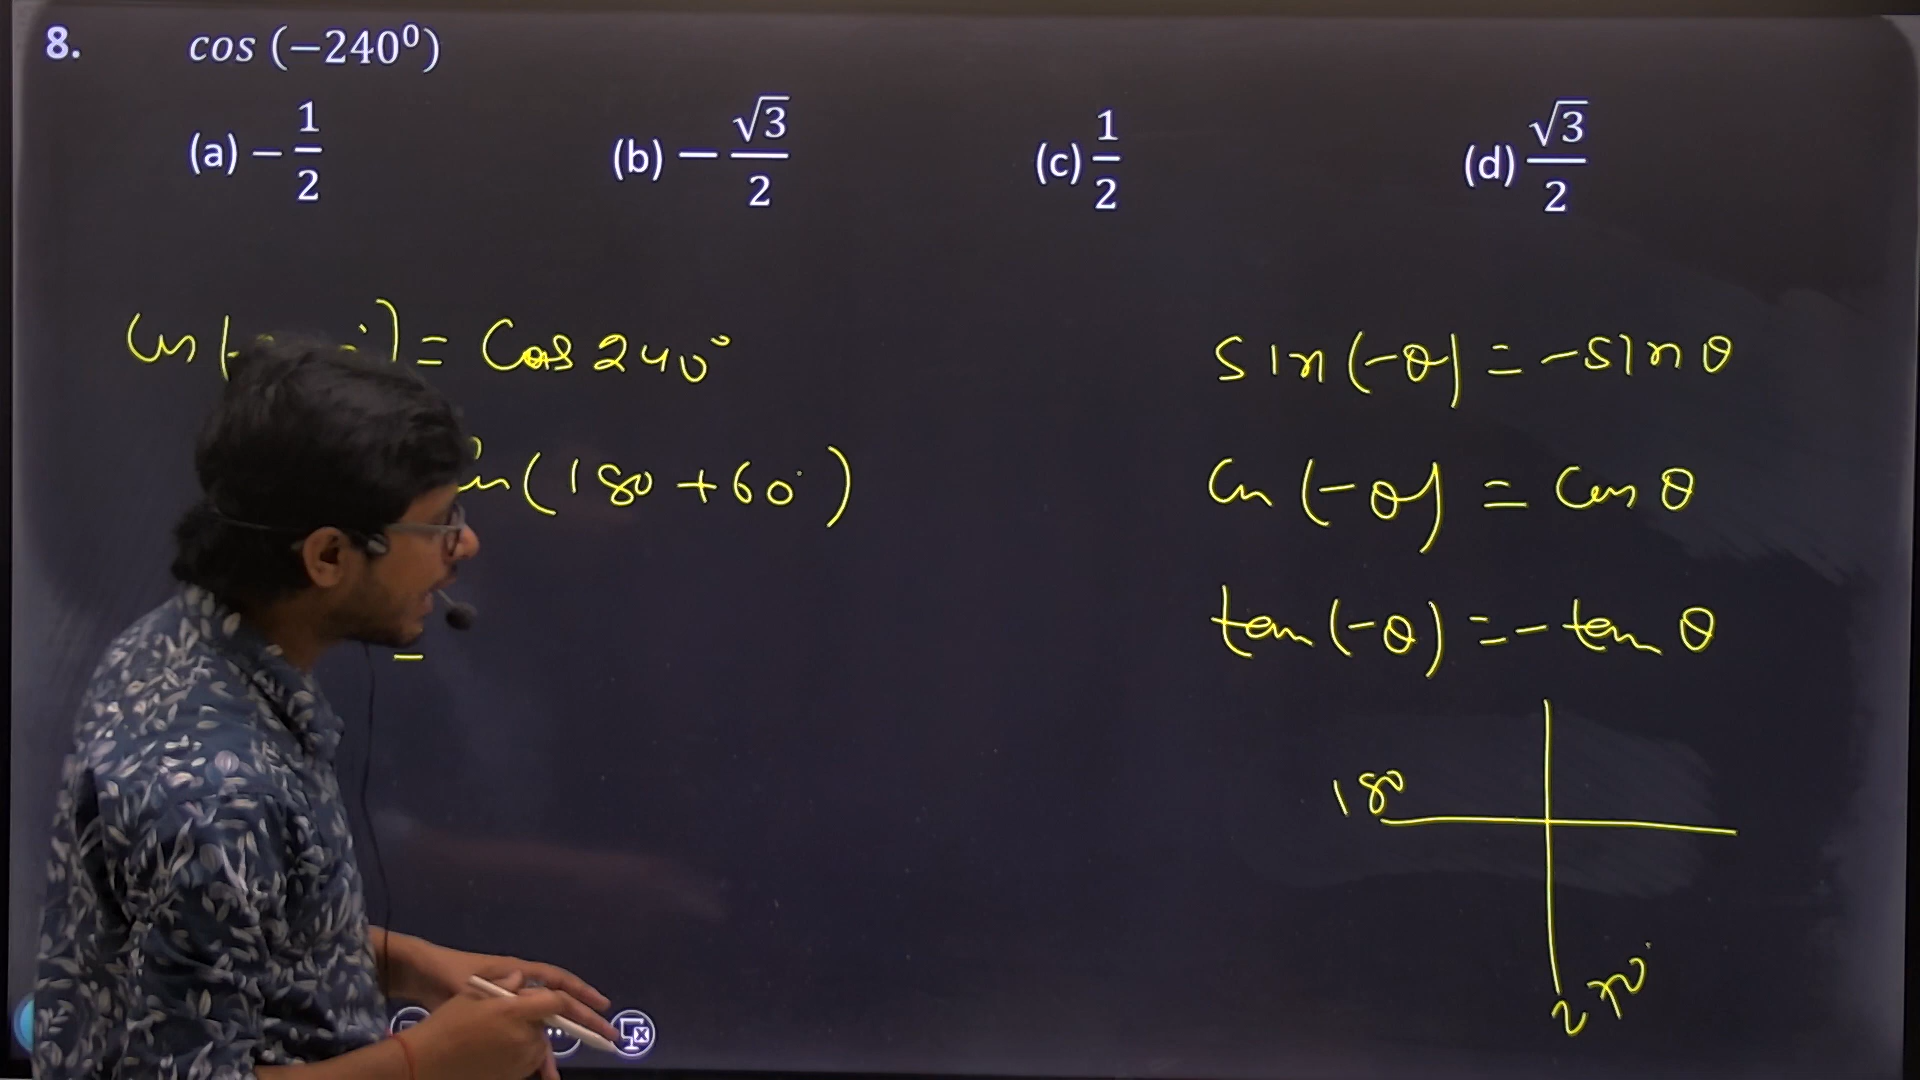 8. cos (−240⁰)
(a) −1/2 (b) −√3/2 (c) 1/2 (d) √3/2
cos(- ) = Cos 240°
(180 + 60°)
−
sin(-θ) = -sin θ
cos(-θ) = cos θ
tan(-θ) = - tan θ
180
270°